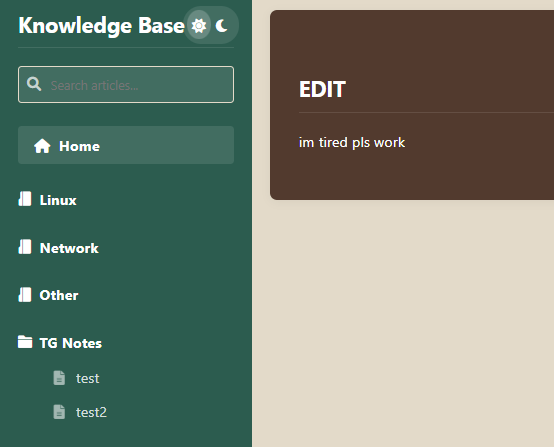 Knowledge Base
Search articles...
Home
Linux
Network
Other
TG Notes
test
test2
EDIT
im tired pls work